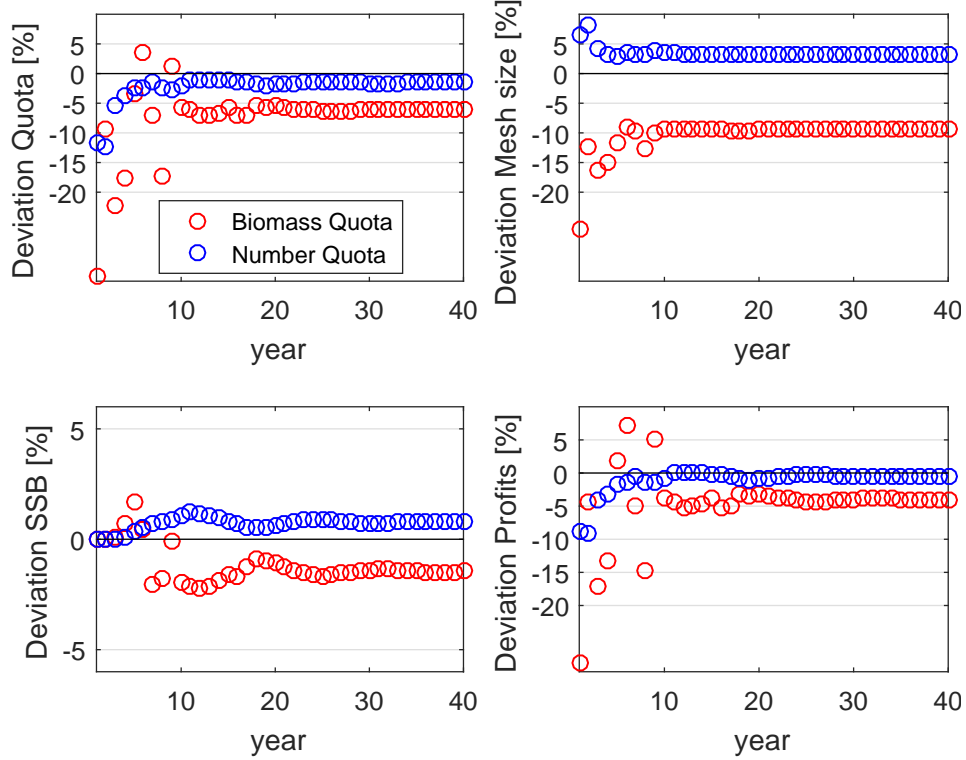 Deviation Quota [%]
5
0
-5
-10
-15
-20
Biomass Quota
Number Quota
10 20 30 40
year
Deviation Mesh size [%]
5
0
-5
-10
-15
-20
10 20 30 40
year
Deviation SSB [%]
5
0
-5
10 20 30 40
year
Deviation Profits [%]
5
0
-5
-10
-15
-20
10 20 30 40
year